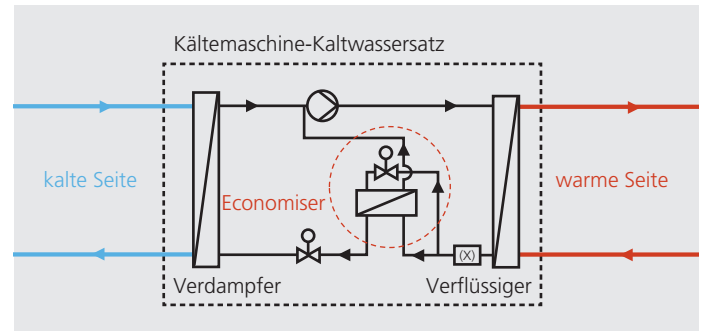 Kältemaschine-Kaltwassersatz
kalte Seite
Economiser
warme Seite
(X)
Verdampfer
Verflüssiger